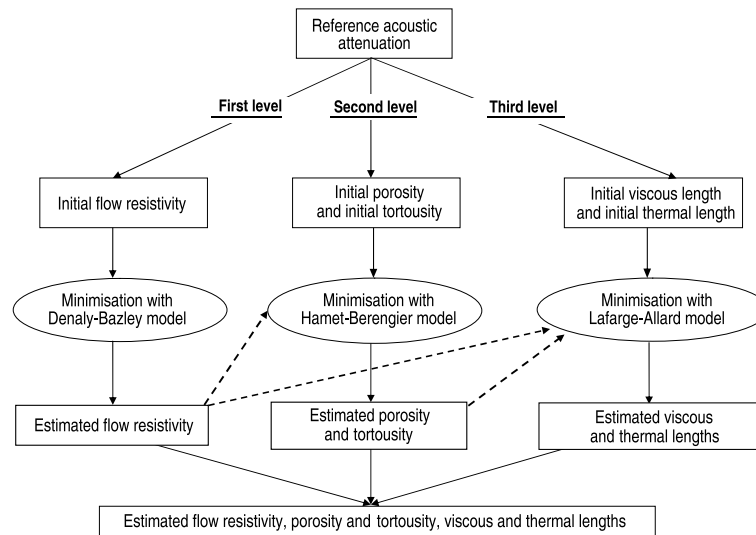 Reference acoustic
attenuation
First level
Second level
Third level
Initial flow resistivity
Initial porosity
and initial tortousity
Initial viscous length
and initial thermal length
Minimisation with
Denaly-Bazley model
Minimisation with
Hamet-Berengier model
Minimisation with
Lafarge-Allard model
Estimated flow resistivity
Estimated porosity
and tortousity
Estimated viscous
and thermal lengths
Estimated flow resistivity, porosity and tortousity, viscous and thermal lengths